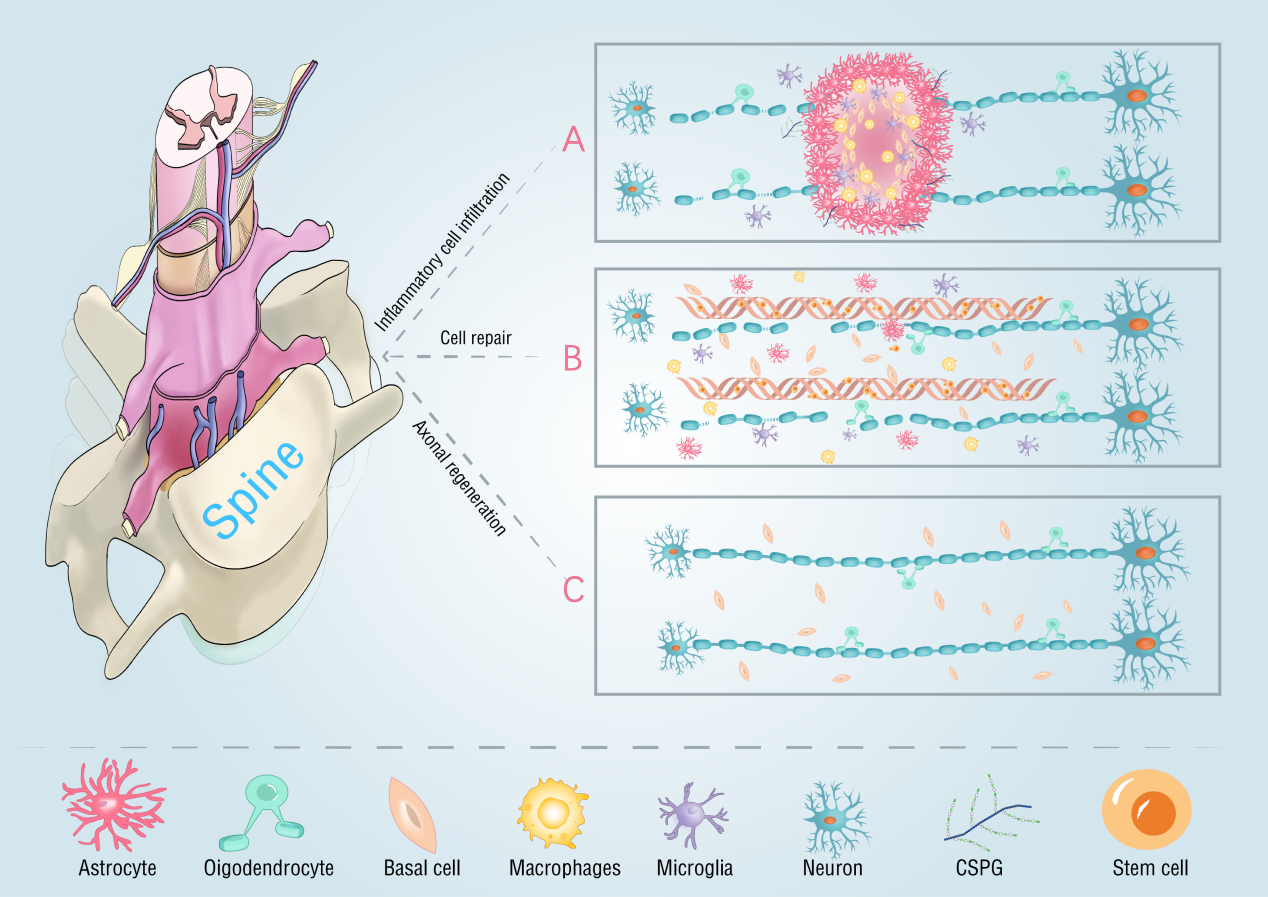 Spine
Inflammatory cell infiltration
A
Cell repair
B
Axonal regeneration
C
Astrocyte
Oigodendrocyte
Basal cell
Macrophages
Microglia
Neuron
CSPG
Stem cell